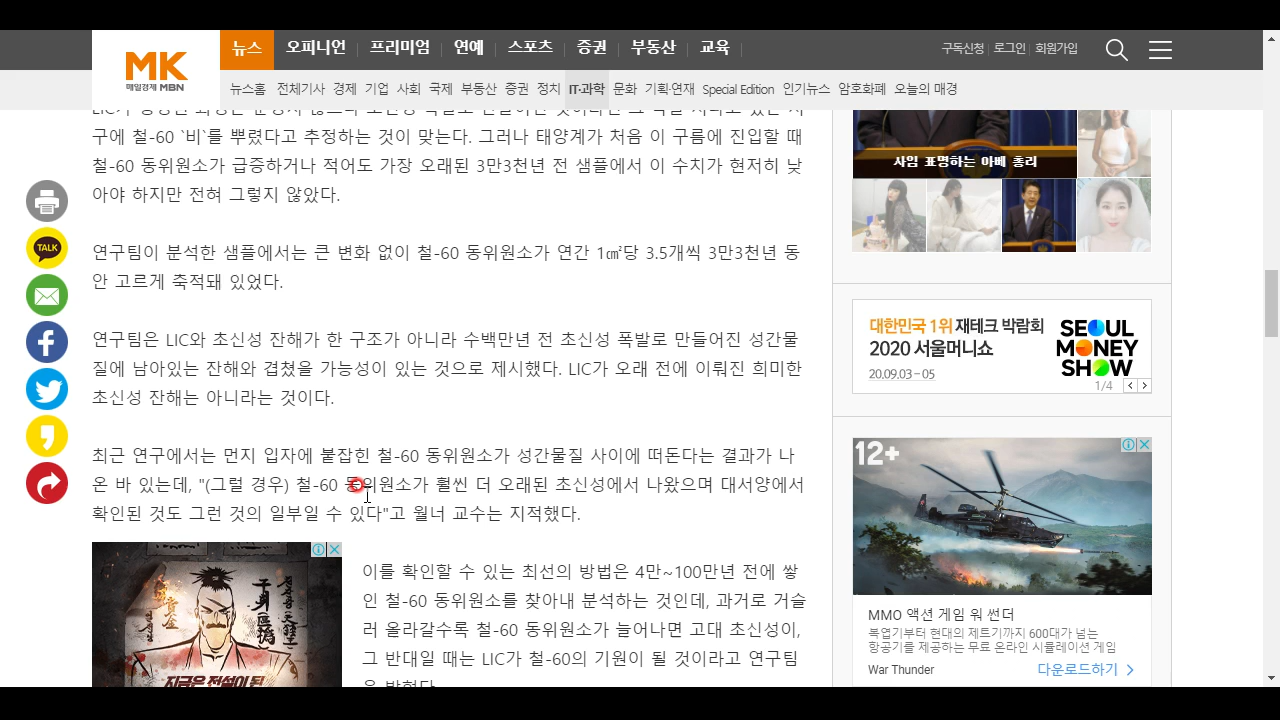 MK
매일경제 MBN
뉴스 오피니언 프리미엄 연예 스포츠 증권 부동산 교육
구독신청 로그인 회원가입
뉴스홈 전체기사 경제 기업 사회 국제 부동산 증권 정치 IT·과학 문화 기획·연재 Special Edition 인기뉴스 암호화폐 오늘의 매경
구에 철-60 `비`를 뿌렸다고 추정하는 것이 맞는다. 그러나 태양계가 처음 이 구름에 진입할 때
철-60 동위원소가 급증하거나 적어도 가장 오래된 3만3천년 전 샘플에서 이 수치가 현저히 낮
아야 하지만 전혀 그렇지 않았다.
연구팀이 분석한 샘플에서는 큰 변화 없이 철-60 동위원소가 연간 1㎠당 3.5개씩 3만3천년 동
안 고르게 축적돼 있었다.
연구팀은 LIC와 초신성 잔해가 한 구조가 아니라 수백만년 전 초신성 폭발로 만들어진 성간물
질에 남아있는 잔해와 겹쳤을 가능성이 있는 것으로 제시했다. LIC가 오래 전에 이뤄진 희미한
초신성 잔해는 아니라는 것이다.
최근 연구에서는 먼지 입자에 붙잡힌 철-60 동위원소가 성간물질 사이에 떠돈다는 결과가 나
온 바 있는데, "(그럴 경우) 철-60 동위원소가 훨씬 더 오래된 초신성에서 나왔으며 대서양에서
확인된 것도 그런 것의 일부일 수 있다"고 월너 교수는 지적했다.
이를 확인할 수 있는 최선의 방법은 4만~100만년 전에 쌓
인 철-60 동위원소를 찾아내 분석하는 것인데, 과거로 거슬
러 올라갈수록 철-60 동위원소가 늘어나면 고대 초신성이,
그 반대일 때는 LIC가 철-60의 기원이 될 것이라고 연구팀
은 밝혔다.
TALK
지금은 전설이 된
사임 표명하는 아베 총리
대한민국 1위 재테크 박람회
2020 서울머니쇼
20.09.03 – 05
SEOUL
MONEY
SHOW
1/4
12+
MMO 액션 게임 워 썬더
복엽기부터 현대의 제트기까지 600대가 넘는
항공기를 제공하는 무료 온라인 시뮬레이션 게임
War Thunder
다운로드하기